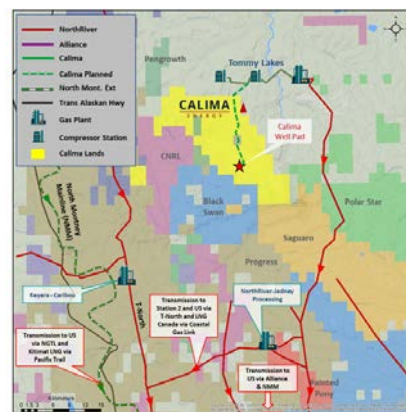 NorthRiver
Alliance
Calima
Calima Planned
North Mont. Ext
Trans Alaskan Hwy
Gas Plant
Compressor Station
Calima Lands
Pengrowth
Tommy Lakes
CALIMA
ENERGY
Calima
Well Pad
CNRL
Black
Swan
Polar Star
Saguaro
Progress
North Montney
Mainline (NMM)
T-North
Keyera - Caribou
Transmission to
Station 2 and US via
T-North and LNG
Canada via Coastal
Gas Link
NorthRiver-Jedney
Processing
Transmission to US
via NGTL and
Kitimat LNG via
Pacific Trail
Transmission to
US via Alliance &
NMM
Painted
Pony
Kilometers